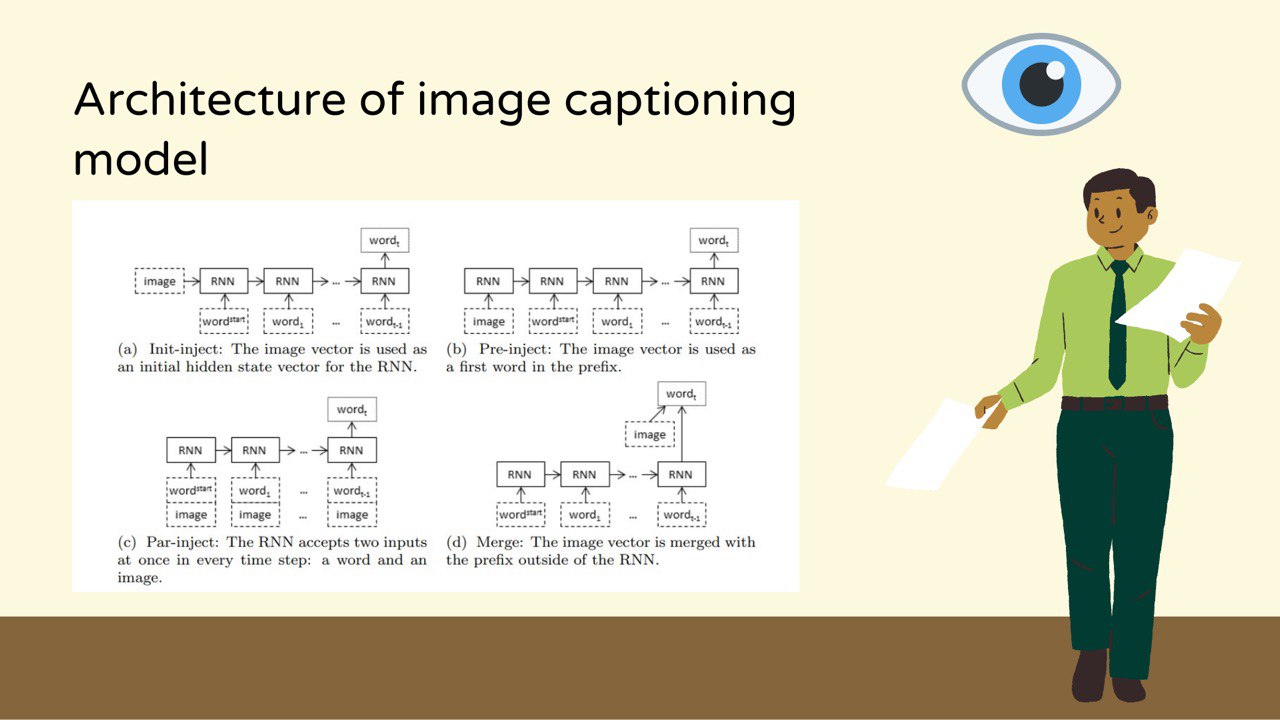 Architecture of image captioning
model
word_t
image RNN RNN ... RNN
word^start word_1 ... word_t-1
(a) Init-inject: The image vector is used as
an initial hidden state vector for the RNN.
word_t
RNN RNN RNN ... RNN
image word^start word_1 ... word_t-1
(b) Pre-inject: The image vector is used as
a first word in the prefix.
word_t
RNN RNN ... RNN
word^start word_1 ... word_t-1
image image ... image
(c) Par-inject: The RNN accepts two inputs
at once in every time step: a word and an
image.
word_t
image
RNN RNN ... RNN
word^start word_1 ... word_t-1
(d) Merge: The image vector is merged with
the prefix outside of the RNN.